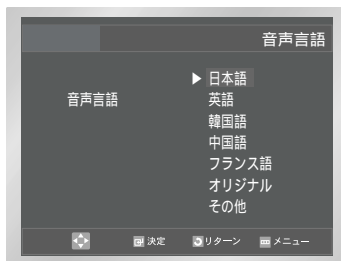 音声言語
音声言語
▶ 日本語
英語
韓国語
中国語
フランス語
オリジナル
その他
決定 リターン メニュー